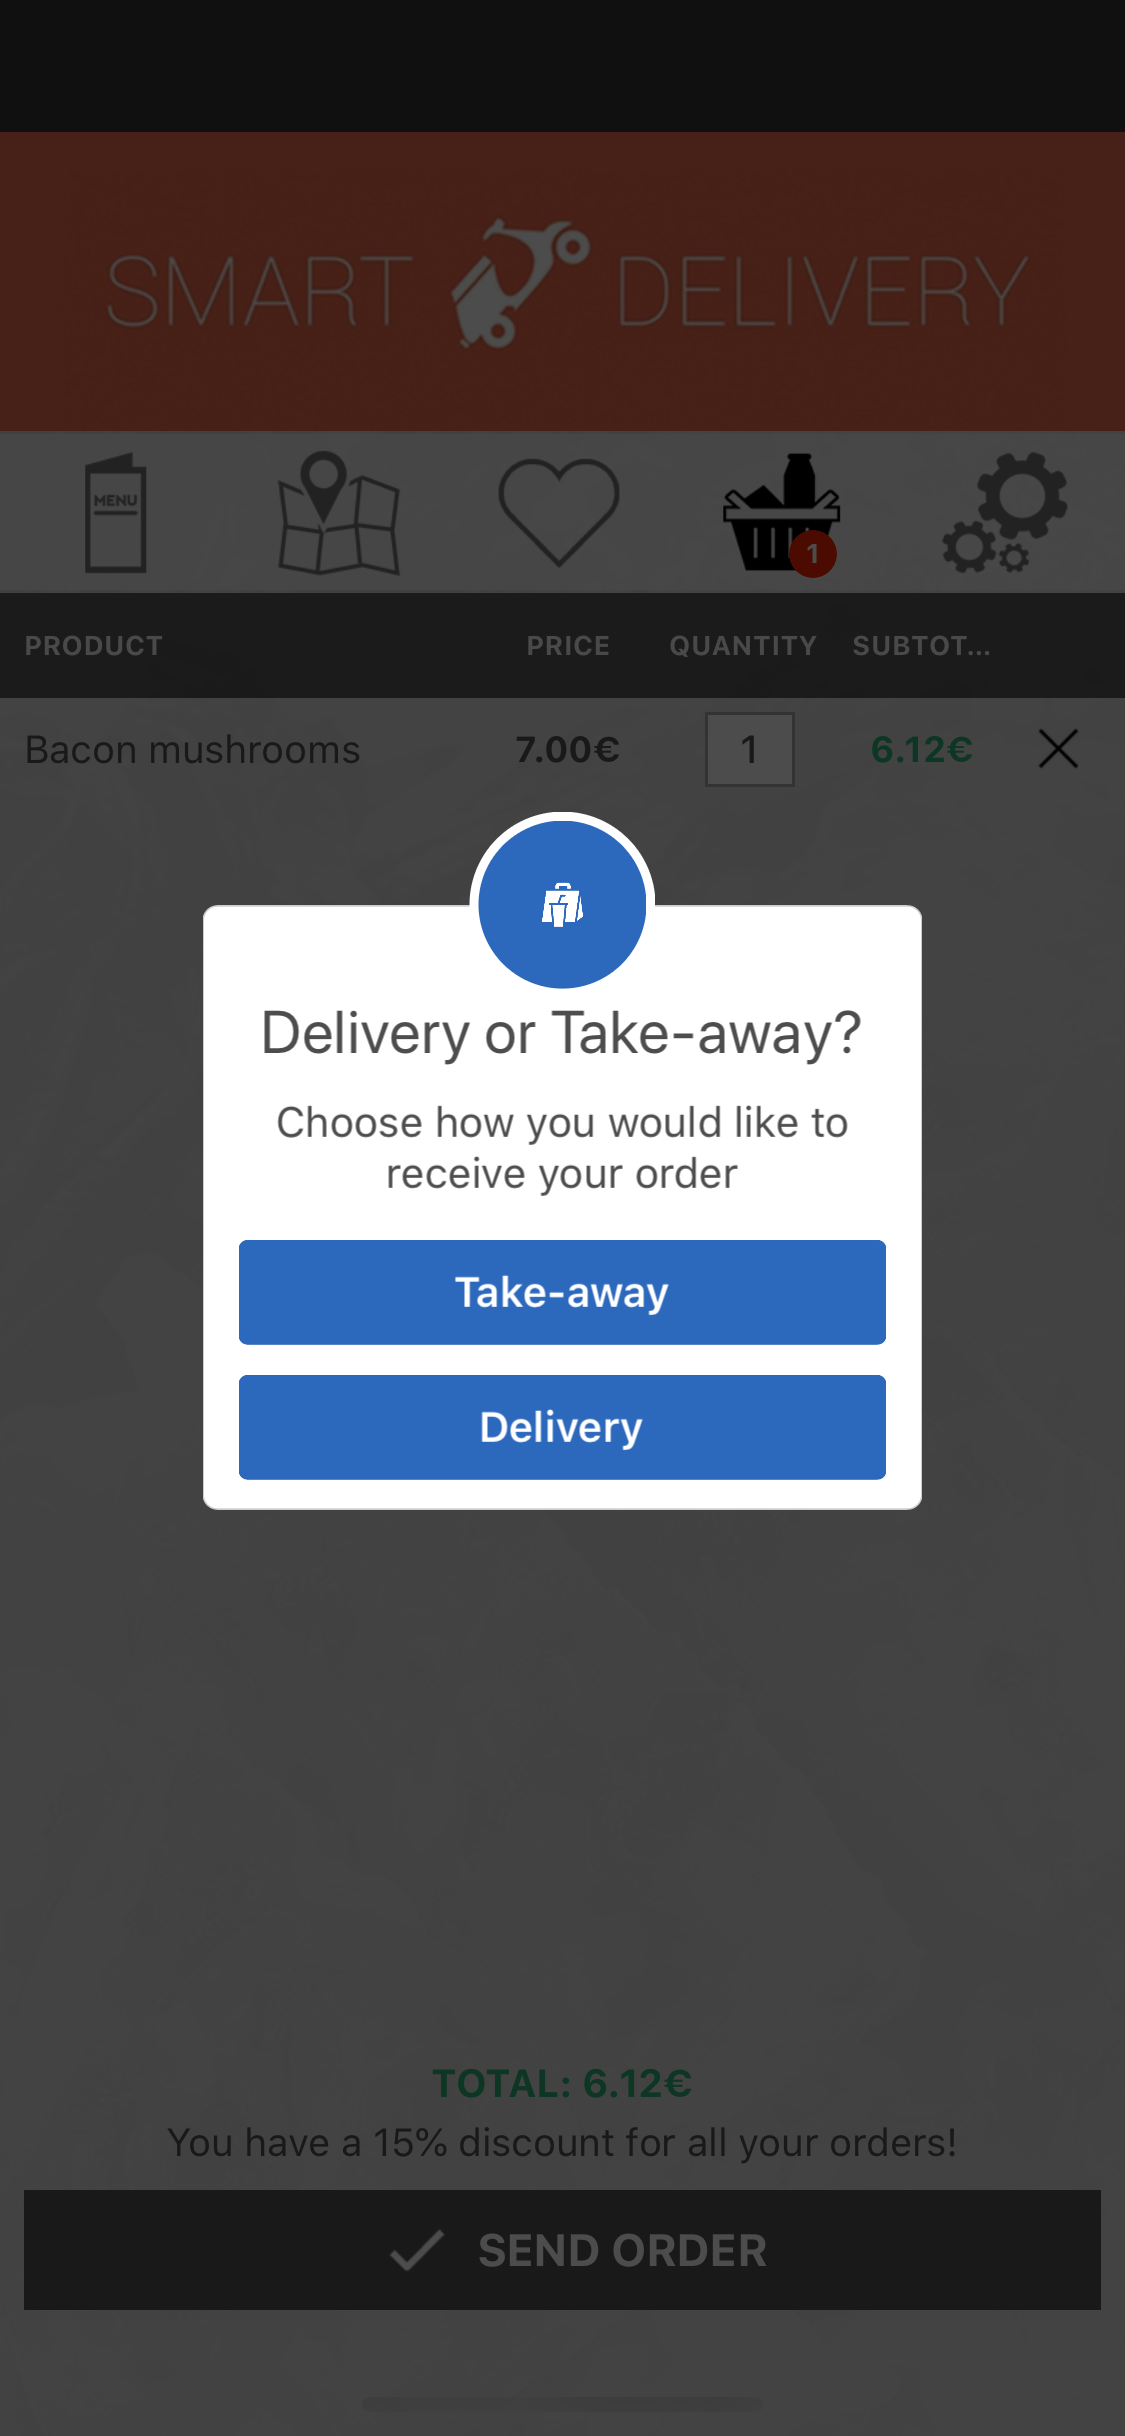 SMART DELIVERY
MENU
1
PRODUCT PRICE QUANTITY SUBTOT...
Bacon mushrooms 7.00€ 1 6.12€
Delivery or Take-away?
Choose how you would like to
receive your order
Take-away
Delivery
TOTAL: 6.12€
You have a 15% discount for all your orders!
SEND ORDER